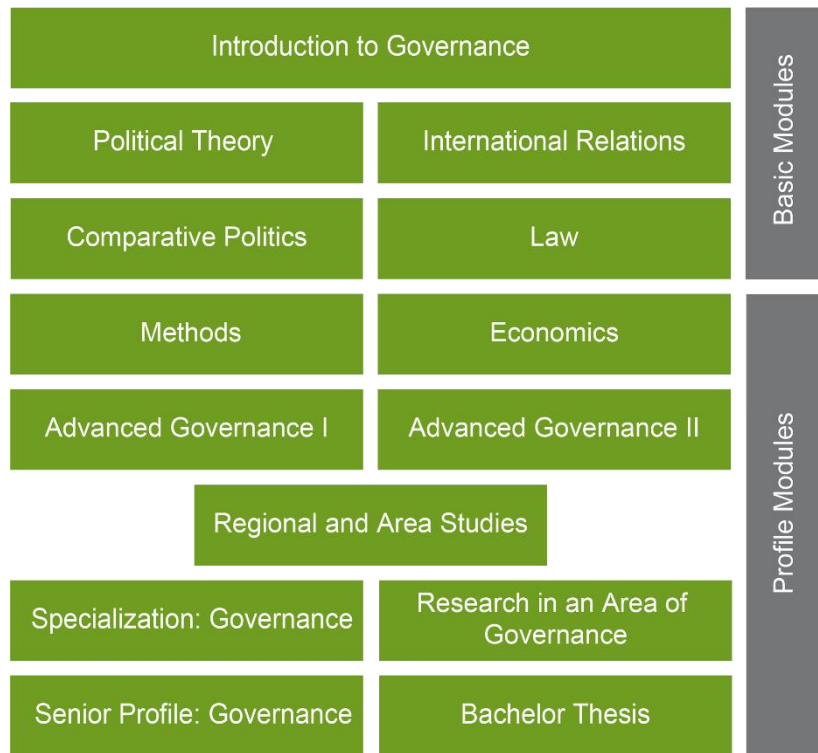 Introduction to Governance
Political Theory
International Relations
Comparative Politics
Law
Basic Modules
Methods
Economics
Advanced Governance I
Advanced Governance II
Regional and Area Studies
Specialization: Governance
Research in an Area of
Governance
Senior Profile: Governance
Bachelor Thesis
Profile Modules